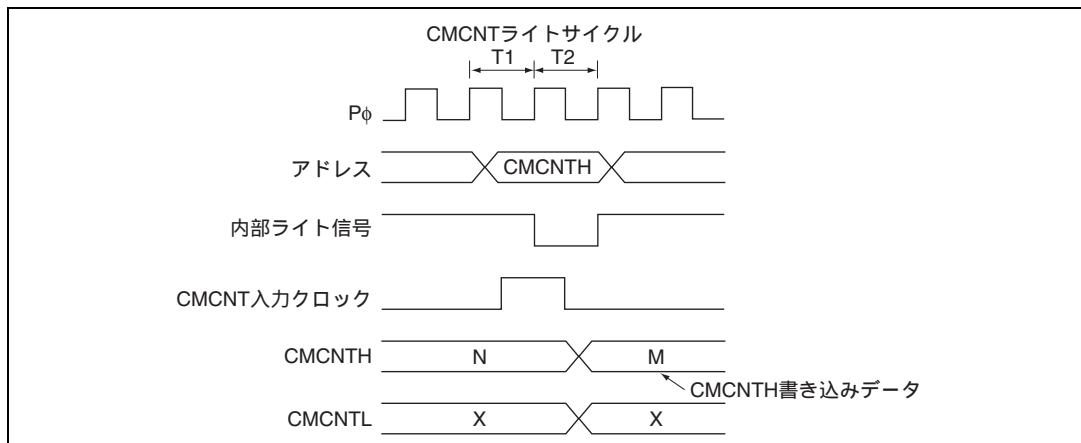 CMCNTライトサイクル
T1 T2
Pφ
アドレス CMCNTH
内部ライト信号
CMCNT入力クロック
CMCNTH N M
CMCNTH書き込みデータ
CMCNTL X X